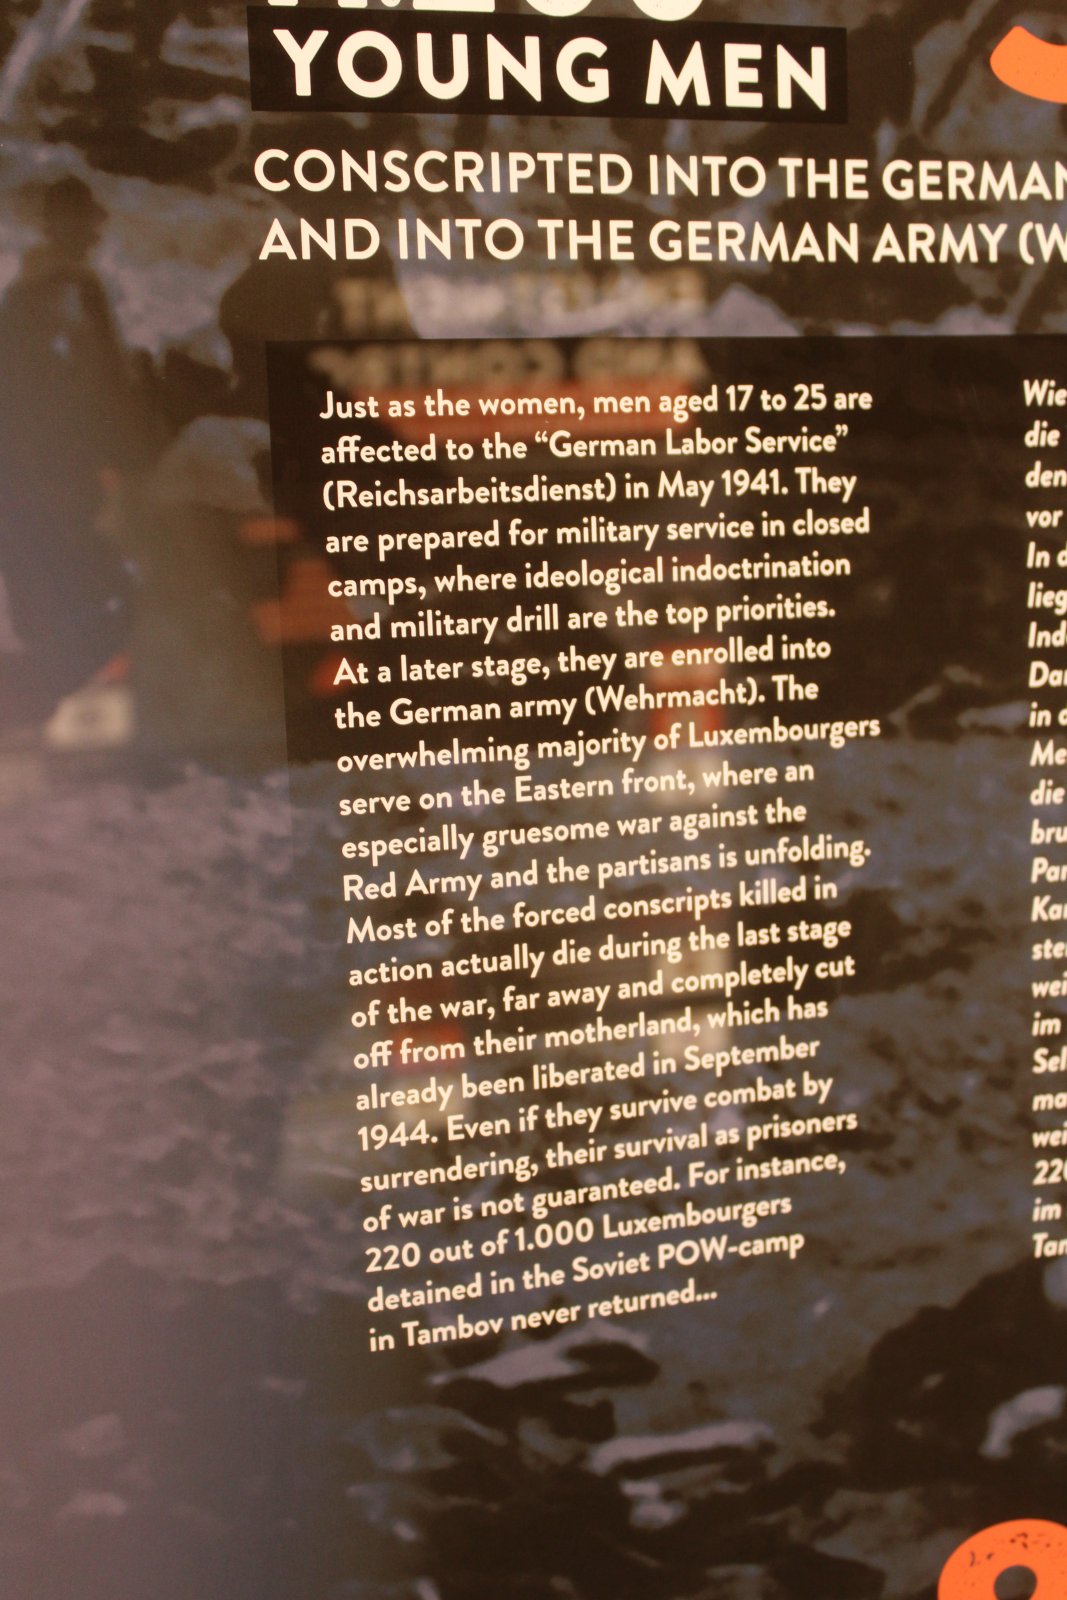 YOUNG MEN
CONSCRIPTED INTO THE GERMAN
AND INTO THE GERMAN ARMY (W
Just as the women, men aged 17 to 25 are
affected to the “German Labor Service”
(Reichsarbeitsdienst) in May 1941. They
are prepared for military service in closed
camps, where ideological indoctrination
and military drill are the top priorities.
At a later stage, they are enrolled into
the German army (Wehrmacht). The
overwhelming majority of Luxembourgers
serve on the Eastern front, where an
especially gruesome war against the
Red Army and the partisans is unfolding.
Most of the forced conscripts killed in
action actually die during the last stage
of the war, far away and completely cut
off from their motherland, which has
already been liberated in September
1944. Even if they survive combat by
surrendering, their survival as prisoners
of war is not guaranteed. For instance,
220 out of 1.000 Luxembourgers
detained in the Soviet POW-camp
in Tambov never returned...
Wie
die
den
vor
In d
lieg
Ind
Dar
in d
Me
die
bru
Par
Kar
ste
wei
im
Sel
ma
wei
220
im
Tam